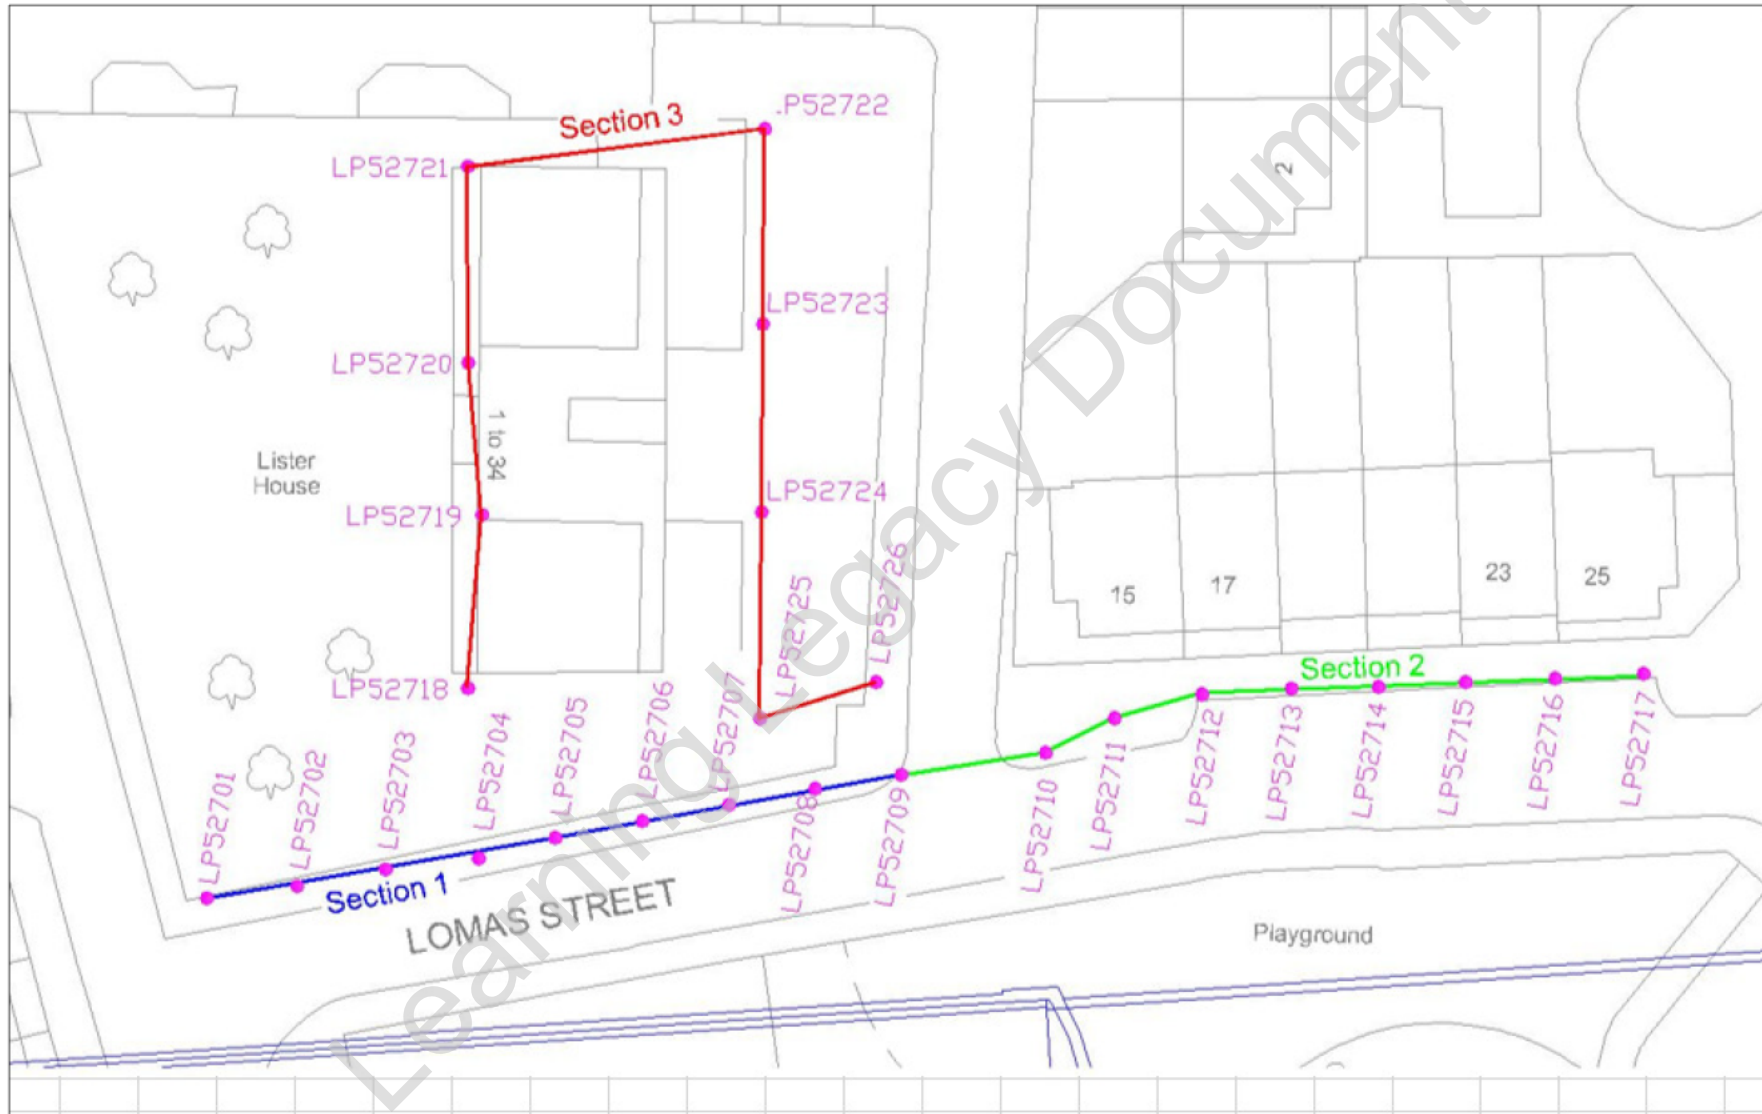 Section 3
.P52722
LP52721
2
LP52723
LP52720
1 to 34
Lister
House
LP52724
LP52719
LP52726
LP52725
15
17
23
25
Section 2
LP52718
LP52701
LP52702
LP52703
LP52704
LP52705
LP52706
LP52707
LP52708
LP52709
LP52710
LP52711
LP52712
LP52713
LP52714
LP52715
LP52716
LP52717
Section 1
LOMAS STREET
Playground
Learning Legacy Document